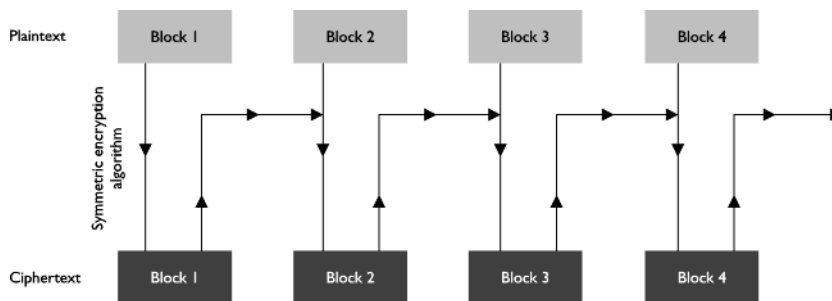 Plaintext
Block 1
Block 2
Block 3
Block 4
Symmetric encryption
algorithm
Ciphertext
Block 1
Block 2
Block 3
Block 4